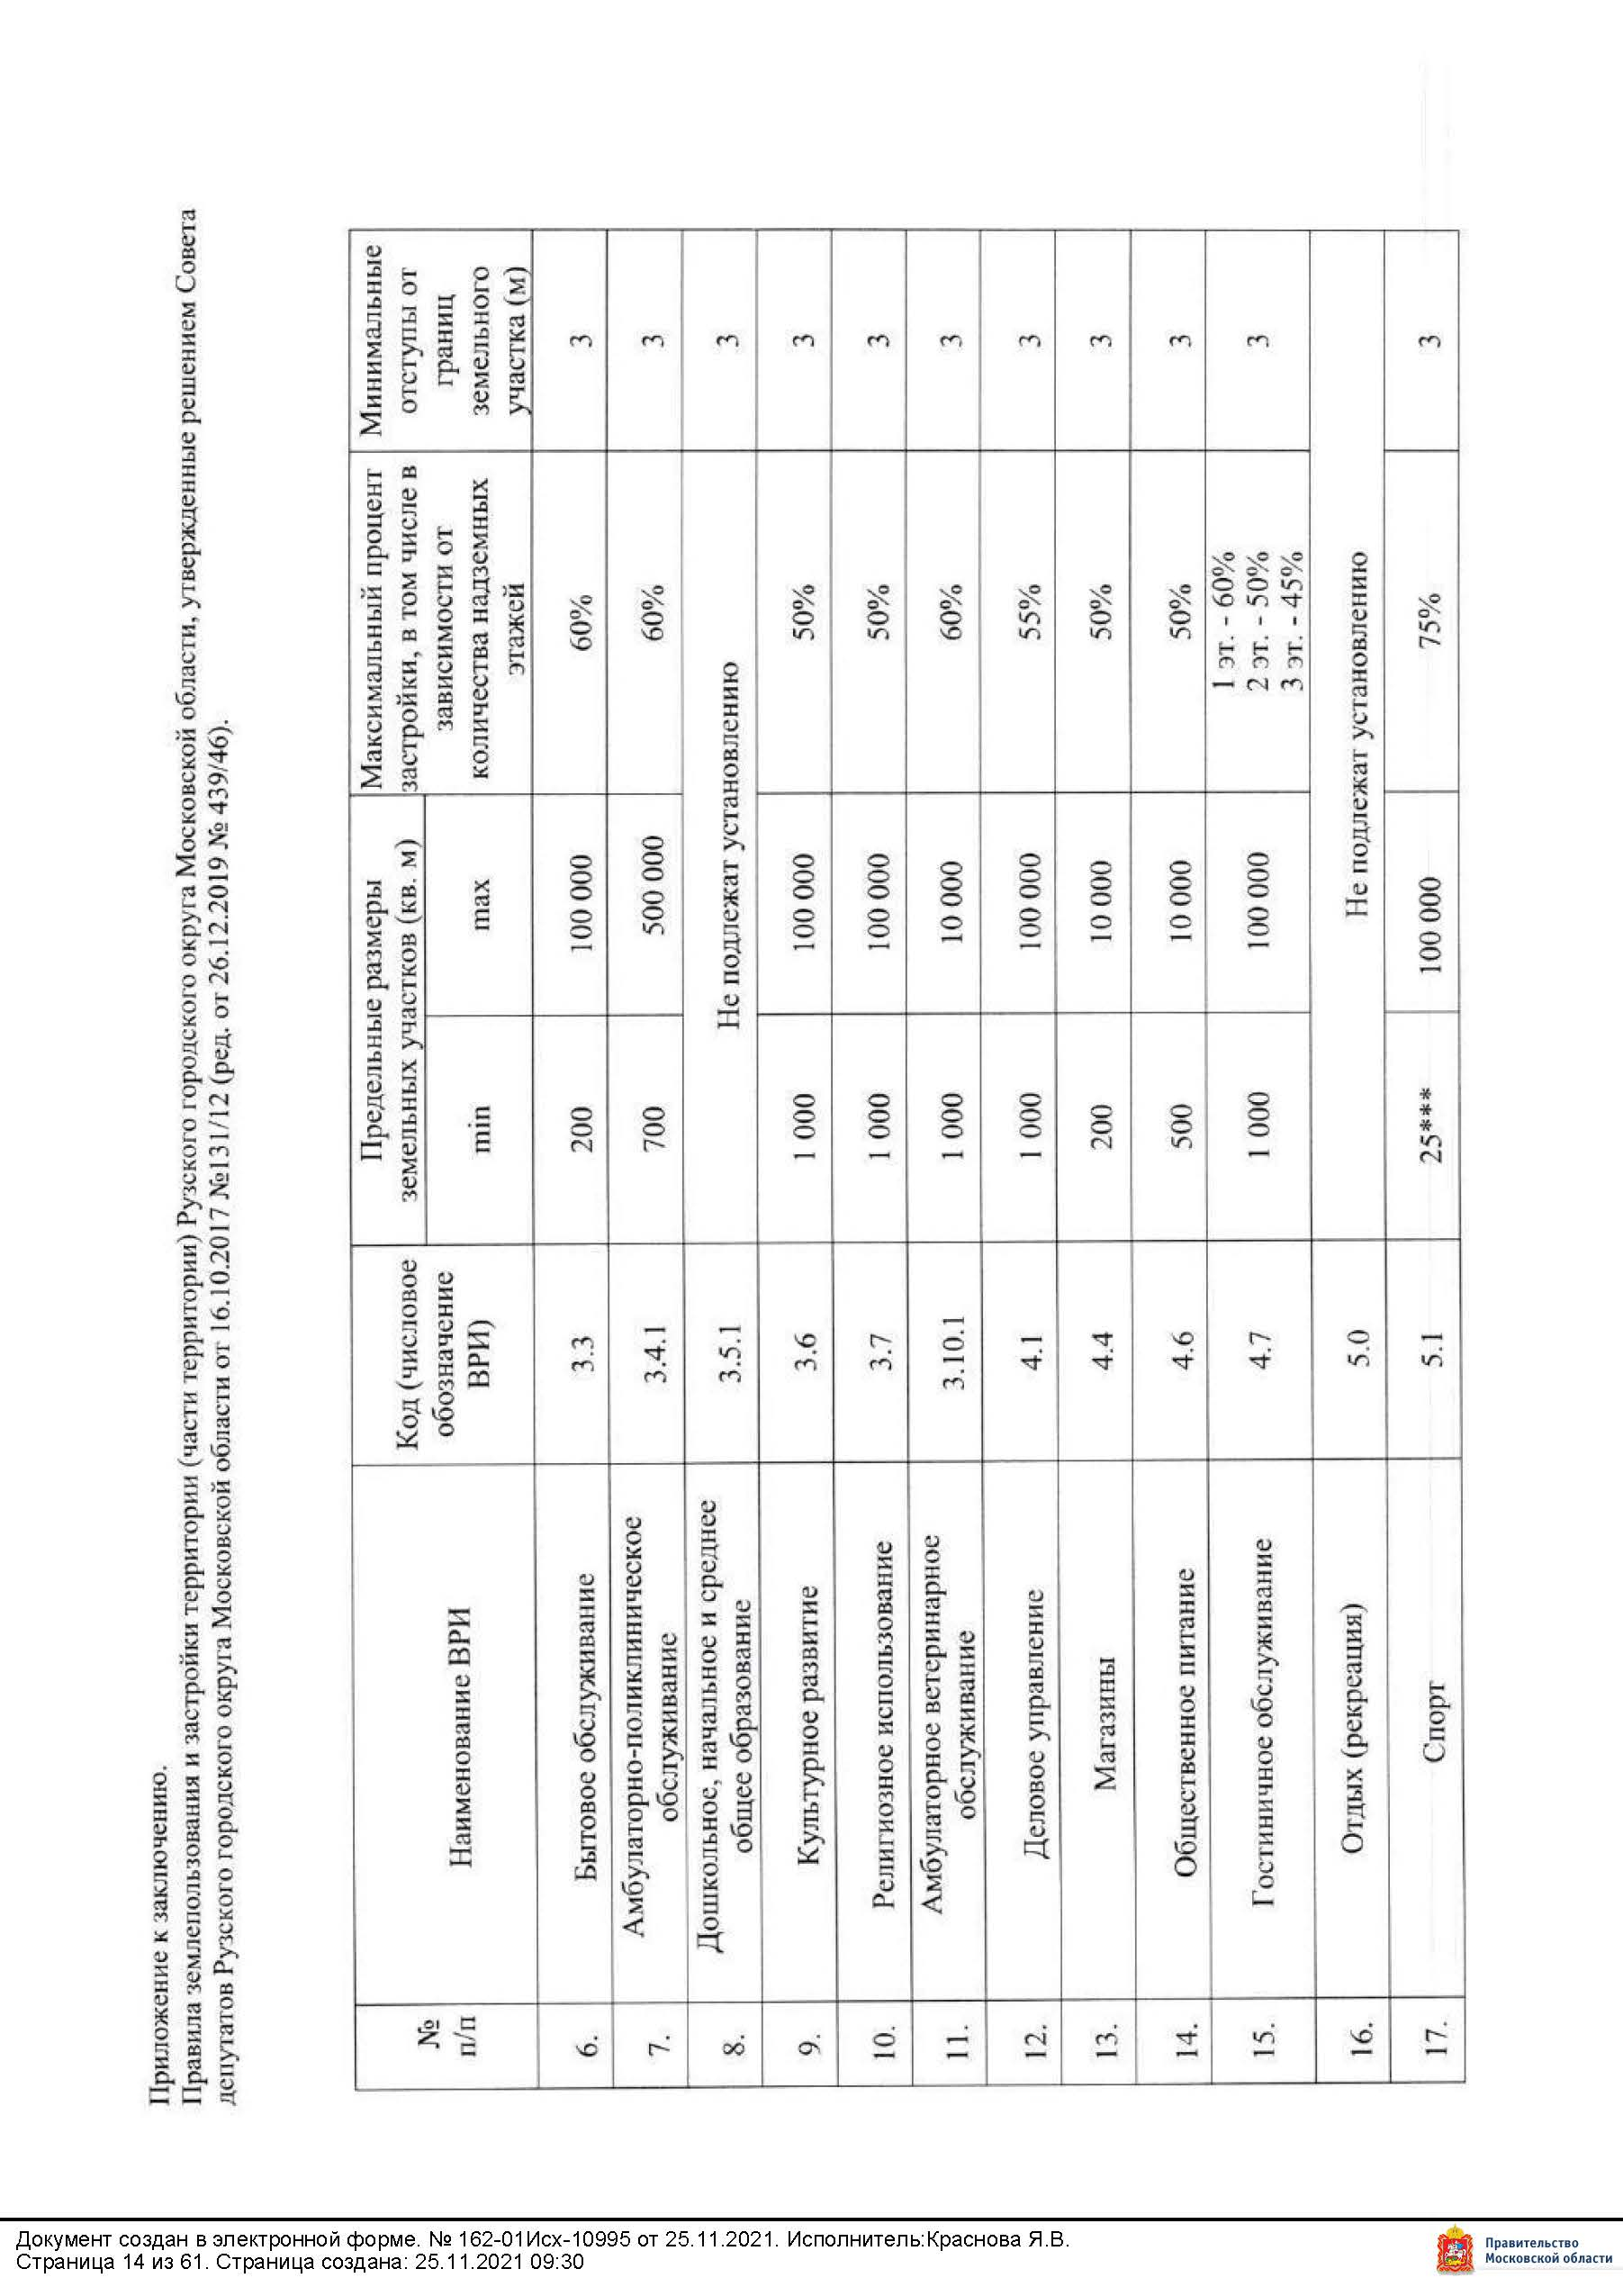 Приложение к заключению.
Правила землепользования и застройки территории (части территории) Рузского городского округа Московской области, утвержденные решением Совета
депутатов Рузского городского округа Московской области от 16.10.2017 №131/12 (ред. от 26.12.2019 № 439/46).
№ п/п Наименование ВРИ Код (числовое обозначение ВРИ) Предельные размеры земельных участков (кв. м) Максимальный процент застройки, в том числе в зависимости от количества надземных этажей Минимальные отступы от границ земельного участка (м)
min max
6. Бытовое обслуживание 3.3 200 100 000 60% 3
7. Амбулаторно-поликлиническое обслуживание 3.4.1 700 500 000 60% 3
8. Дошкольное, начальное и среднее общее образование 3.5.1 Не подлежат установлению 3
9. Культурное развитие 3.6 1 000 100 000 50% 3
10. Религиозное использование 3.7 1 000 100 000 50% 3
11. Амбулаторное ветеринарное обслуживание 3.10.1 1 000 10 000 60% 3
12. Деловое управление 4.1 1 000 100 000 55% 3
13. Магазины 4.4 200 10 000 50% 3
14. Общественное питание 4.6 500 10 000 50% 3
15. Гостиничное обслуживание 4.7 1 000 100 000 1 эт. - 60% 2 эт. - 50% 3 эт. - 45% 3
16. Отдых (рекреация) 5.0 Не подлежат установлению
17. Спорт 5.1 25*** 100 000 75% 3
Документ создан в электронной форме. № 162-01Исх-10995 от 25.11.2021. Исполнитель:Краснова Я.В.
Страница 14 из 61. Страница создана: 25.11.2021 09:30
Правительство
Московской области